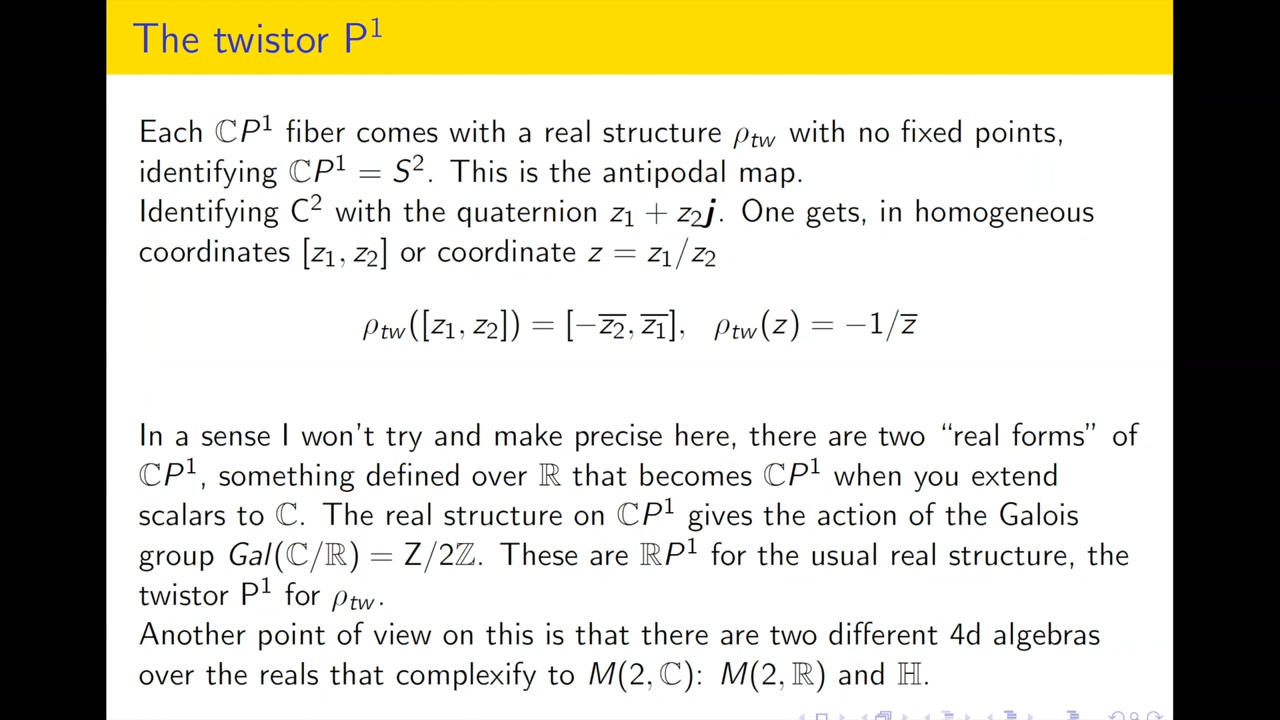 The twistor P¹
Each ℂP¹ fiber comes with a real structure ρ_tw with no fixed points,
identifying ℂP¹ = S². This is the antipodal map.
Identifying C² with the quaternion z₁ + z₂j. One gets, in homogeneous
coordinates [z₁, z₂] or coordinate z = z₁/z₂
ρ_tw([z₁, z₂]) = [−z̅₂, z̅₁], ρ_tw(z) = −1/z̅
In a sense I won't try and make precise here, there are two “real forms” of
ℂP¹, something defined over ℝ that becomes ℂP¹ when you extend
scalars to ℂ. The real structure on ℂP¹ gives the action of the Galois
group Gal(ℂ/ℝ) = Z/2ℤ. These are ℝP¹ for the usual real structure, the
twistor P¹ for ρ_tw.
Another point of view on this is that there are two different 4d algebras
over the reals that complexify to M(2, ℂ): M(2, ℝ) and ℍ.